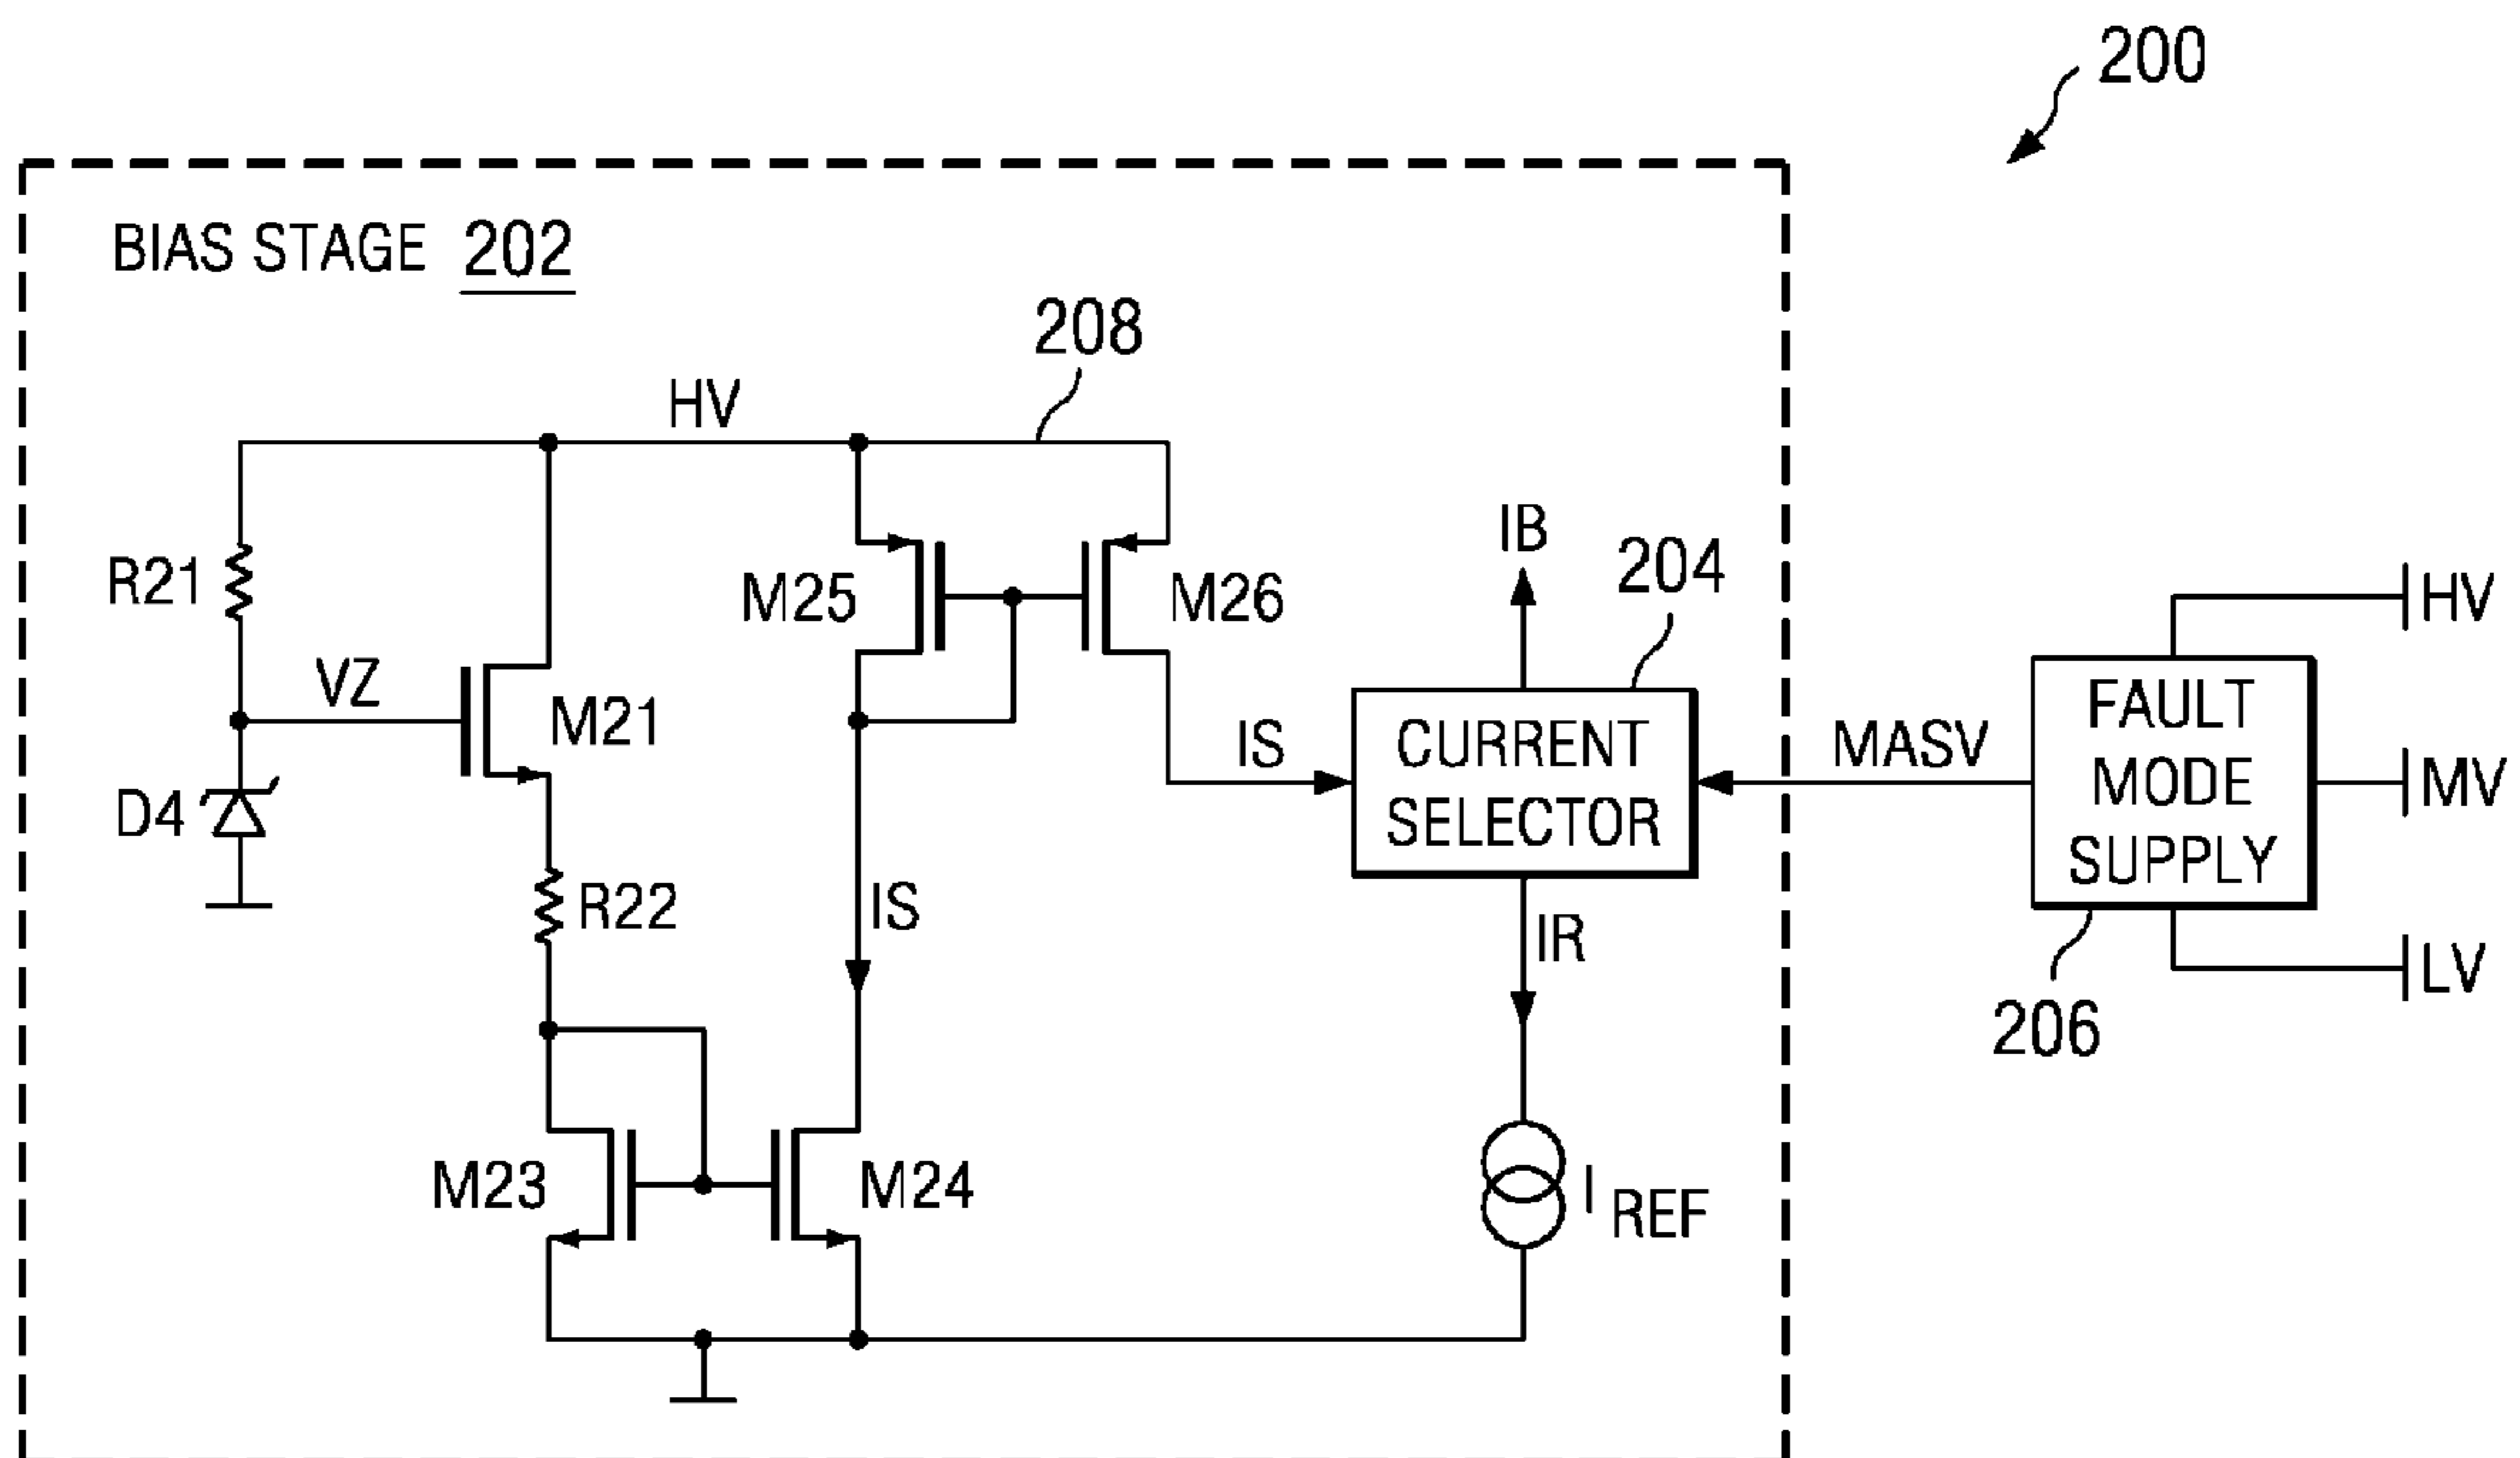 200
BIAS STAGE 202
208
HV
R21
M25
M26
IB
204
HV
VZ
M21
IS
CURRENT
SELECTOR
MASV
FAULT
MODE
SUPPLY
MV
D4
R22
IS
IR
LV
206
M23
M24
I REF